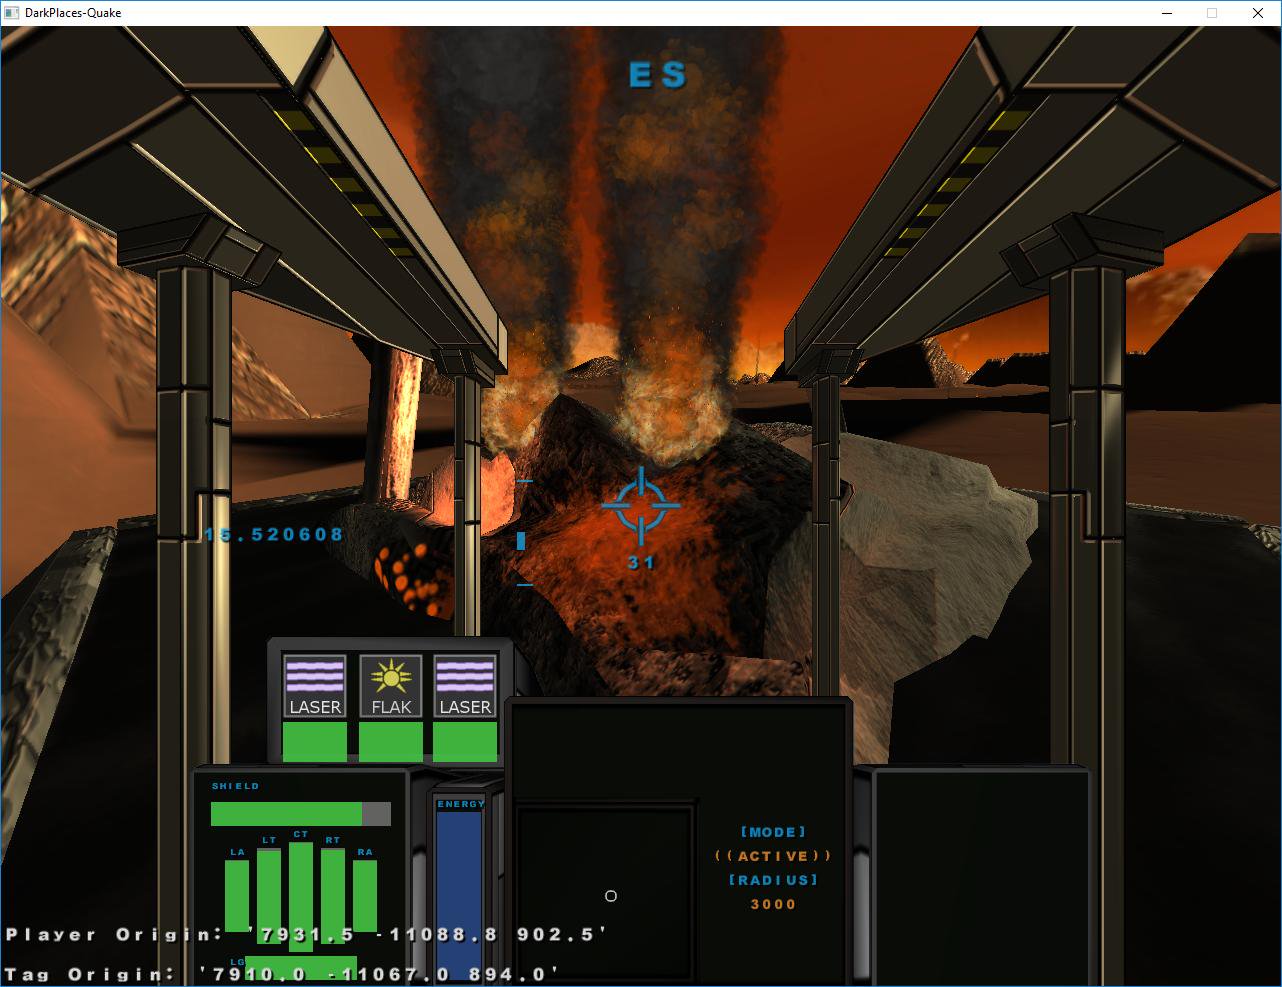 DarkPlaces-Quake
ES
15.520608
31
LASER FLAK LASER
SHIELD
LA LT CT RT RA
LG
ENERGY
[MODE]
((ACTIVE))
[RADIUS]
3000
Player Origin: '7931.5 -11088.8 902.5'
Tag Origin: '7910.0 -11067.0 894.0'